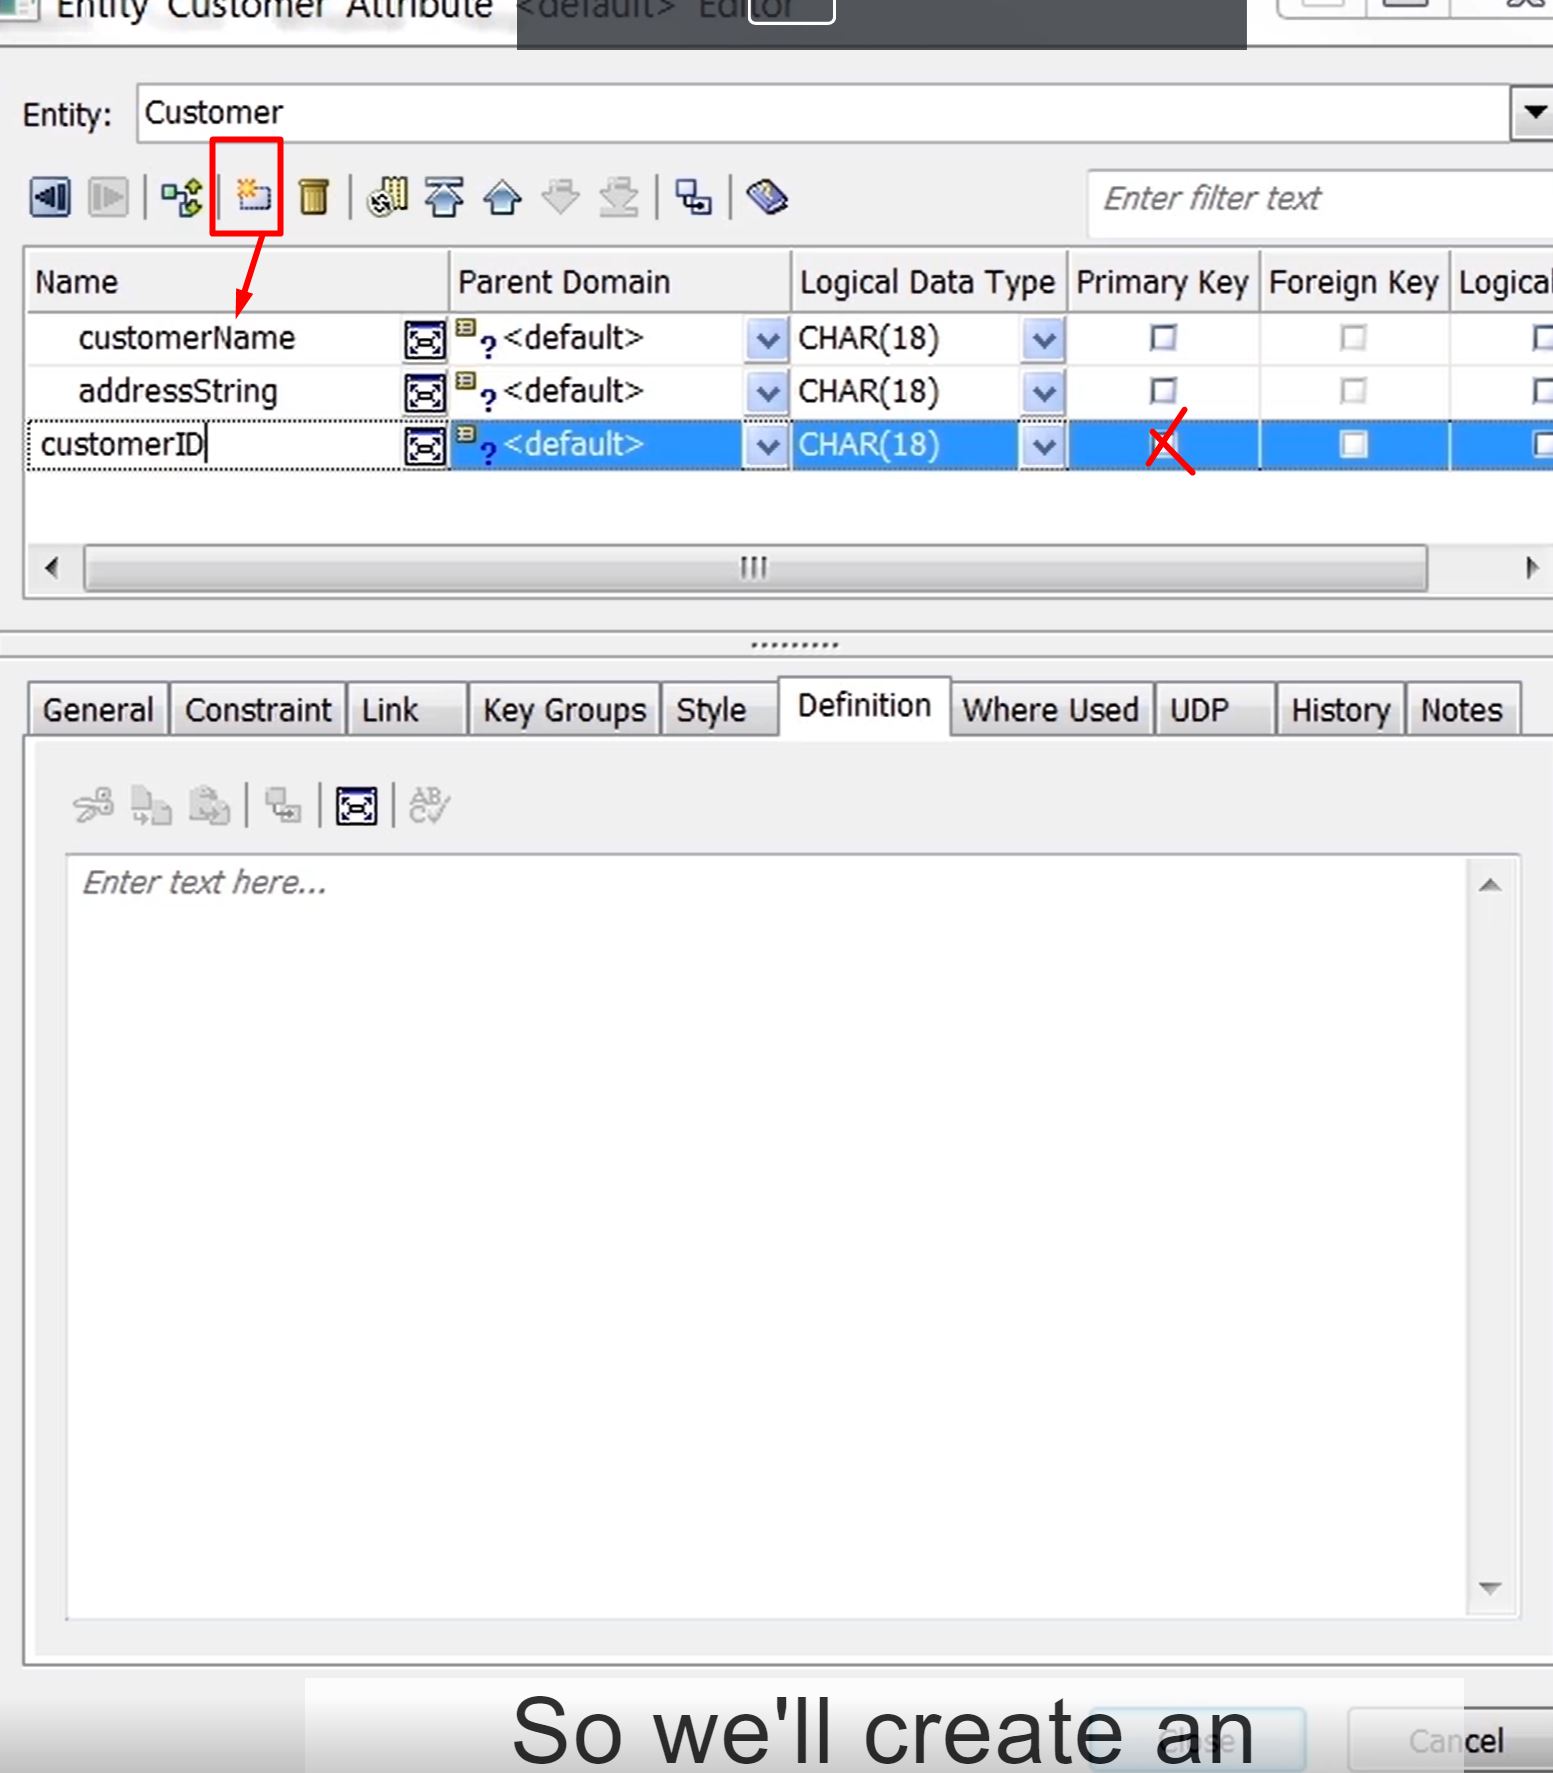 Entity Customer Attribute <default> Editor
Entity: Customer
Enter filter text
Name Parent Domain Logical Data Type Primary Key Foreign Key Logical
customerName ? <default> CHAR(18)
addressString ? <default> CHAR(18)
customerID ? <default> CHAR(18)
General Constraint Link Key Groups Style Definition Where Used UDP History Notes
ABC
Enter text here...
So we'll create an
Close Cancel